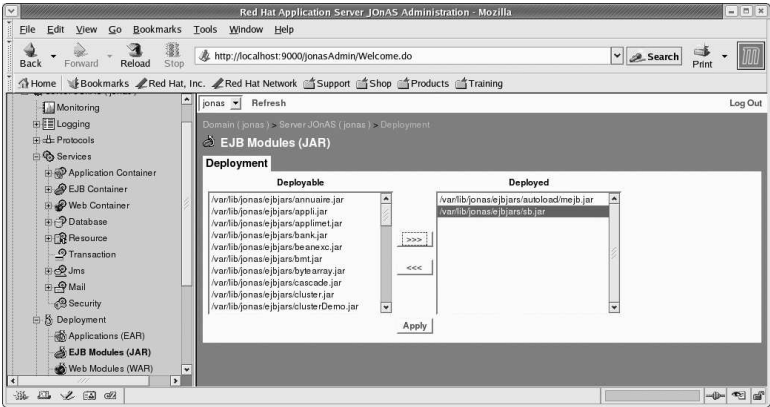 Red Hat Application Server JOnAS Administration - Mozilla
File Edit View Go Bookmarks Tools Window Help
Back Forward Reload Stop http://localhost:9000/jonasAdmin/Welcome.do Search Print
Home Bookmarks Red Hat, Inc. Red Hat Network Support Shop Products Training
Monitoring
Logging
Protocols
Services
Application Container
EJB Container
Web Container
Database
Resource
Transaction
Jms
Mail
Security
Deployment
Applications (EAR)
EJB Modules (JAR)
Web Modules (WAR)
jonas Refresh Log Out
Domain ( jonas ) > Server JOnAS ( jonas ) > Deployment
EJB Modules (JAR)
Deployment
Deployable
/var/lib/jonas/ejbjars/annuaire.jar
/var/lib/jonas/ejbjars/appli.jar
/var/lib/jonas/ejbjars/applimet.jar
/var/lib/jonas/ejbjars/bank.jar
/var/lib/jonas/ejbjars/beanexc.jar
/var/lib/jonas/ejbjars/bmt.jar
/var/lib/jonas/ejbjars/bytearray.jar
/var/lib/jonas/ejbjars/cascade.jar
/var/lib/jonas/ejbjars/cluster.jar
/var/lib/jonas/ejbjars/clusterDemo.jar
>>>
<<<
Deployed
/var/lib/jonas/ejbjars/autoload/mejb.jar
/var/lib/jonas/ejbjars/sb.jar
Apply